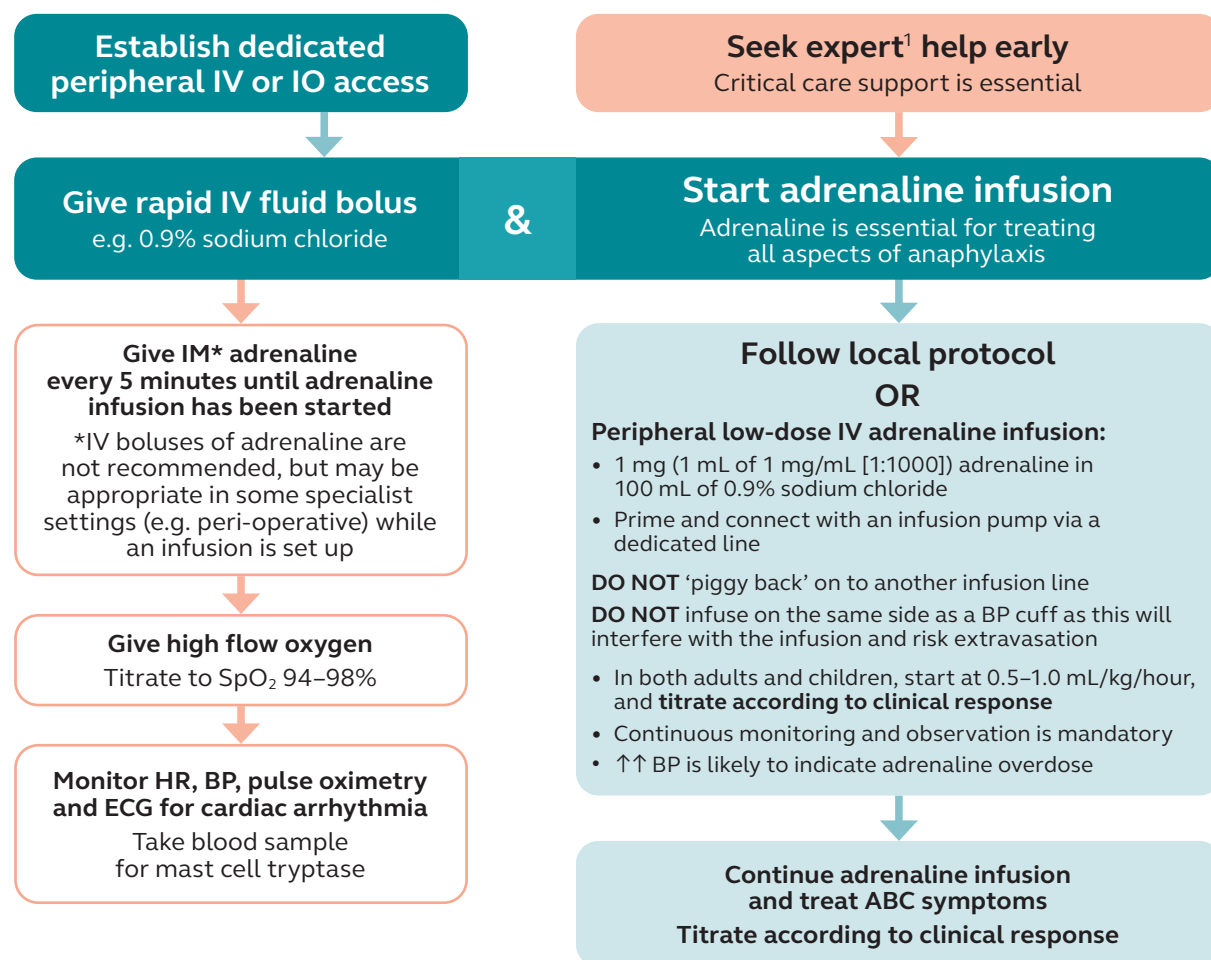 Establish dedicated
peripheral IV or IO access
Seek expert¹ help early
Critical care support is essential
Give rapid IV fluid bolus
e.g. 0.9% sodium chloride
&
Start adrenaline infusion
Adrenaline is essential for treating
all aspects of anaphylaxis
Give IM* adrenaline
every 5 minutes until adrenaline
infusion has been started
*IV boluses of adrenaline are
not recommended, but may be
appropriate in some specialist
settings (e.g. peri-operative) while
an infusion is set up
Give high flow oxygen
Titrate to SpO₂ 94–98%
Monitor HR, BP, pulse oximetry
and ECG for cardiac arrhythmia
Take blood sample
for mast cell tryptase
Follow local protocol
OR
Peripheral low-dose IV adrenaline infusion:
• 1 mg (1 mL of 1 mg/mL [1:1000]) adrenaline in
100 mL of 0.9% sodium chloride
• Prime and connect with an infusion pump via a
dedicated line
DO NOT ‘piggy back’ on to another infusion line
DO NOT infuse on the same side as a BP cuff as this will
interfere with the infusion and risk extravasation
• In both adults and children, start at 0.5–1.0 mL/kg/hour,
and titrate according to clinical response
• Continuous monitoring and observation is mandatory
• ↑↑ BP is likely to indicate adrenaline overdose
Continue adrenaline infusion
and treat ABC symptoms
Titrate according to clinical response